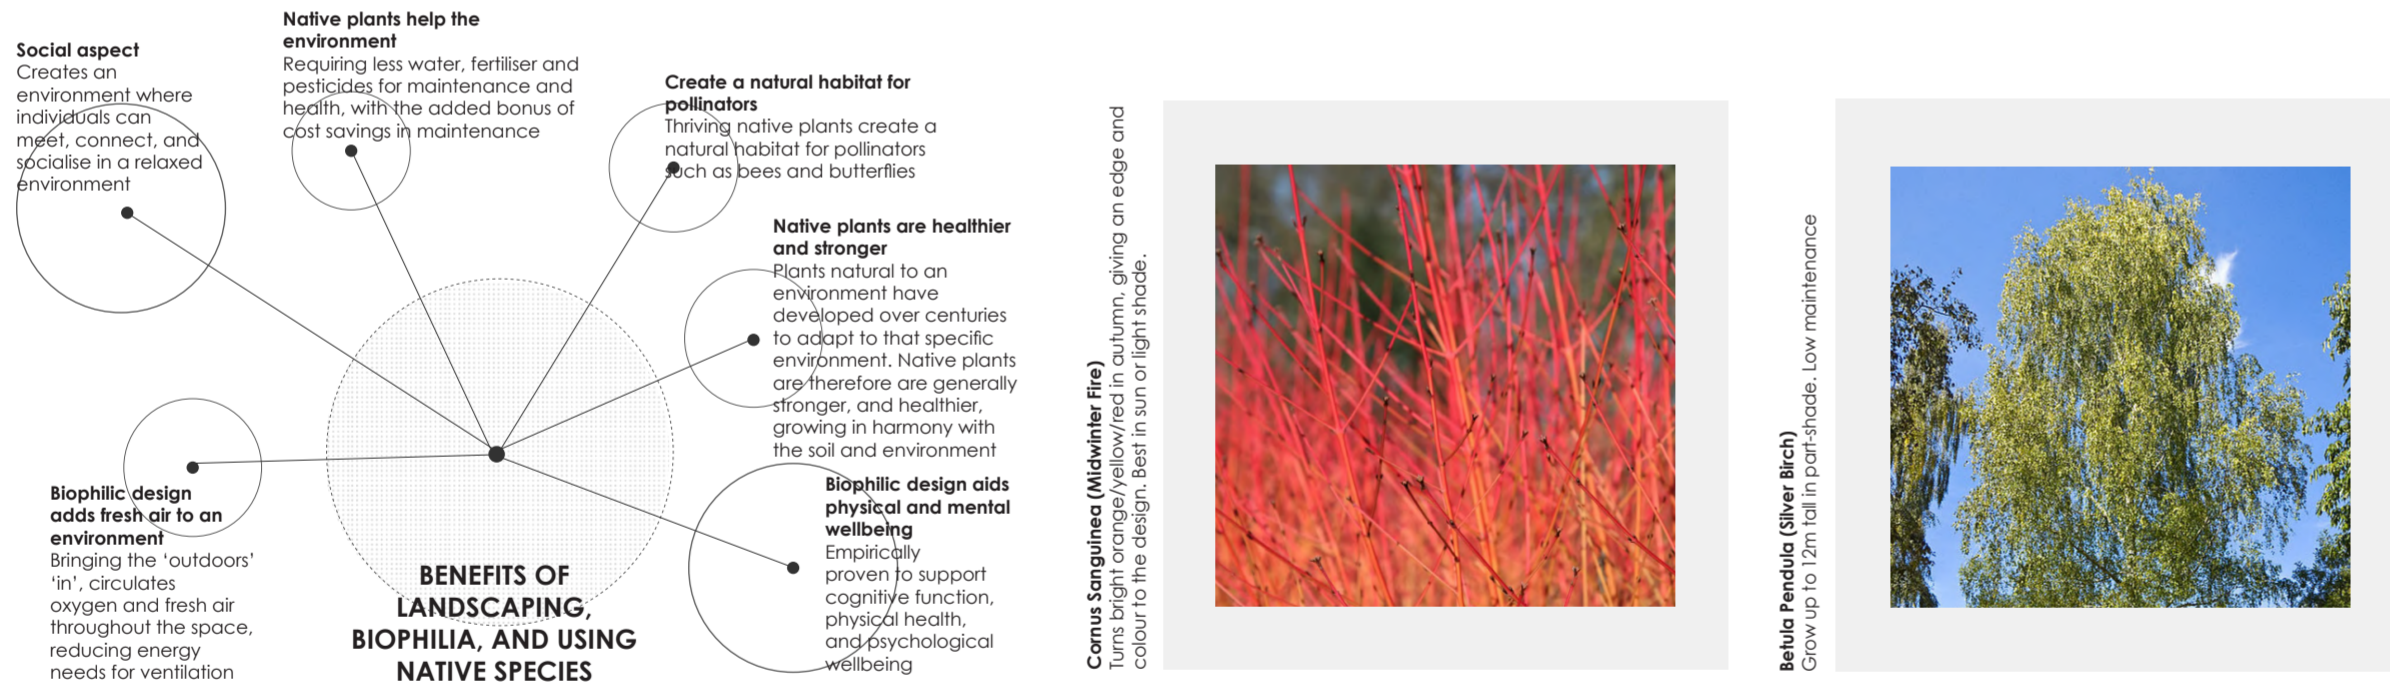 Social aspect
Creates an
environment where
individuals can
meet, connect, and
socialise in a relaxed
environment
Native plants help the
environment
Requiring less water, fertiliser and
pesticides for maintenance and
health, with the added bonus of
cost savings in maintenance
Create a natural habitat for
pollinators
Thriving native plants create a
natural habitat for pollinators
such as bees and butterflies
Native plants are healthier
and stronger
Plants natural to an
environment have
developed over centuries
to adapt to that specific
environment. Native plants
are therefore are generally
stronger, and healthier,
growing in harmony with
the soil and environment
Biophilic design aids
physical and mental
wellbeing
Empirically
proven to support
cognitive function,
physical health,
and psychological
wellbeing
Biophilic design
adds fresh air to an
environment
Bringing the ‘outdoors’
‘in’, circulates
oxygen and fresh air
throughout the space,
reducing energy
needs for ventilation
BENEFITS OF
LANDSCAPING,
BIOPHILIA, AND USING
NATIVE SPECIES
Cornus Sanguinea (Midwinter Fire)
Turns bright orange/yellow/red in autumn, giving an edge and
colour to the design. Best in sun or light shade.
Betula Pendula (Silver Birch)
Grow up to 12m tall in part-shade. Low maintenance